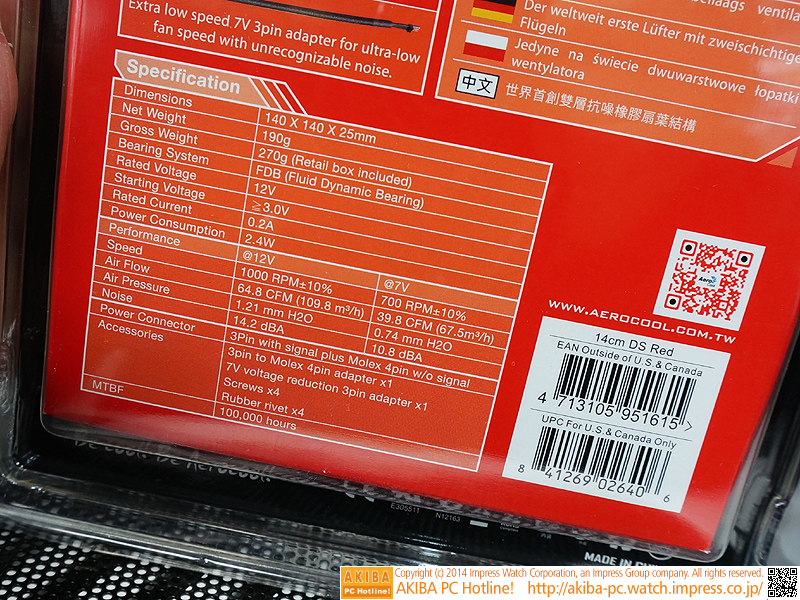 Extra low speed 7V 3pin adapter for ultra-low
fan speed with unrecognizable noise.
ventila
Der weltweit erste Lüfter mit zweischichtige
Flügeln
Jedyne na świecie dwuwarstwowe łopatki
wentylatora
中文 世界首創雙層抗噪橡膠扇葉結構
Specification
Dimensions 140 X 140 X 25mm
Net Weight 190g
Gross Weight 270g (Retail box included)
Bearing System FDB (Fluid Dynamic Bearing)
Rated Voltage 12V
Starting Voltage ≧3.0V
Rated Current 0.2A
Power Consumption 2.4W
Performance @12V @7V
Speed 1000 RPM±10% 700 RPM±10%
Air Flow 64.8 CFM (109.8 m³/h) 39.8 CFM (67.5m³/h)
Air Pressure 1.21 mm H2O 0.74 mm H2O
Noise 14.2 dBA 10.8 dBA
Power Connector 3Pin with signal plus Molex 4pin w/o signal
Accessories 3pin to Molex 4pin adapter x1
7V voltage reduction 3pin adapter x1
Screws x4
Rubber rivet x4
MTBF 100,000 hours
Aero
WWW.AEROCOOL.COM.TW
14cm DS Red
EAN Outside of U.S & Canada
4 713105 951615 >
UPC For U.S & Canada Only
8 41269 02640 6
E305511 N12163
MADE IN
AKIBA PC Hotline!
Copyright (c) 2014 Impress Watch Corporation, an Impress Group company. All rights reserved.
AKIBA PC Hotline! http://akiba-pc.watch.impress.co.jp/